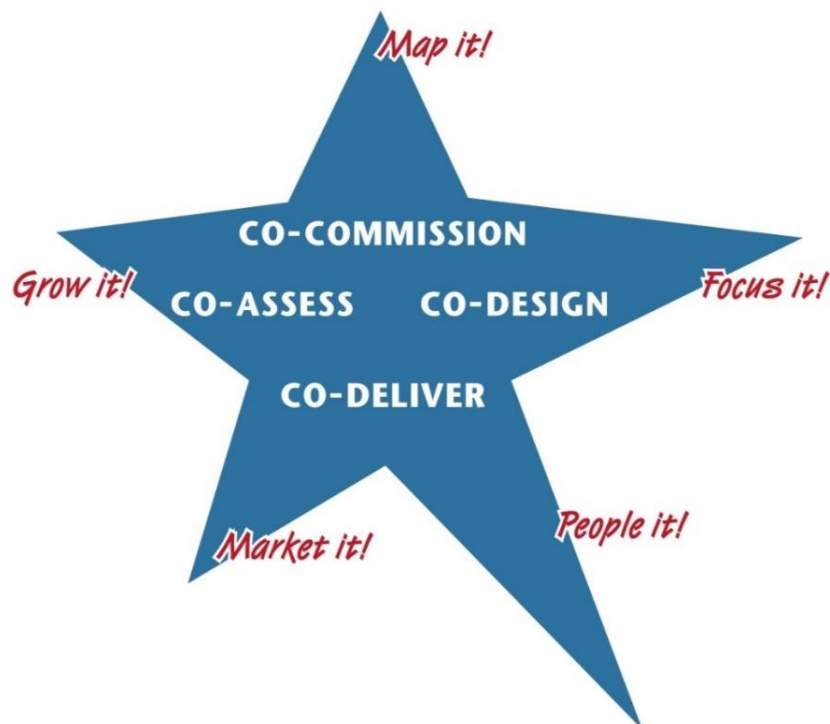 Map it!
CO-COMMISSION
Grow it!
CO-ASSESS
CO-DESIGN
Focus it!
CO-DELIVER
Market it!
People it!